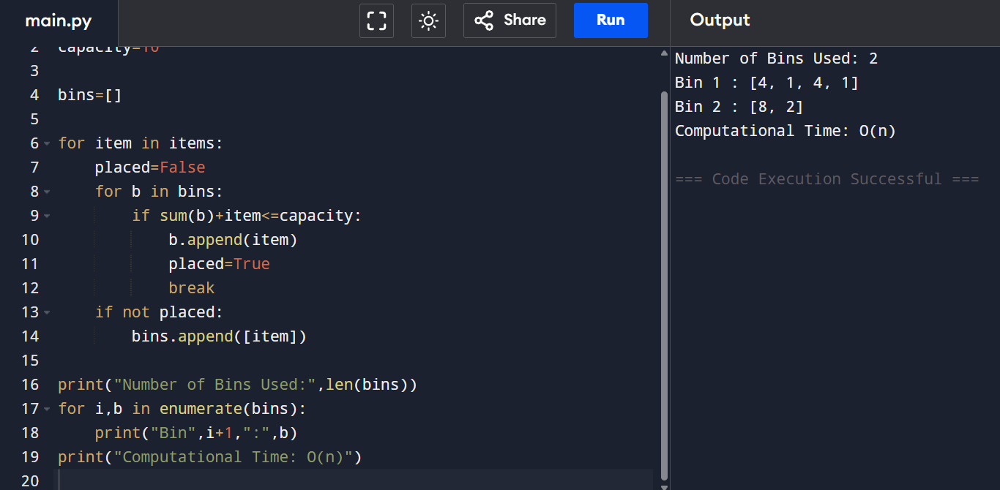 main.py
Share
Run
Output
2 capacity=10
3
4 bins=[]
5
6 for item in items:
7     placed=False
8     for b in bins:
9         if sum(b)+item<=capacity:
10             b.append(item)
11             placed=True
12             break
13     if not placed:
14         bins.append([item])
15
16 print("Number of Bins Used:",len(bins))
17 for i,b in enumerate(bins):
18     print("Bin",i+1,":",b)
19 print("Computational Time: O(n)")
20
Number of Bins Used: 2
Bin 1 : [4, 1, 4, 1]
Bin 2 : [8, 2]
Computational Time: O(n)
=== Code Execution Successful ===